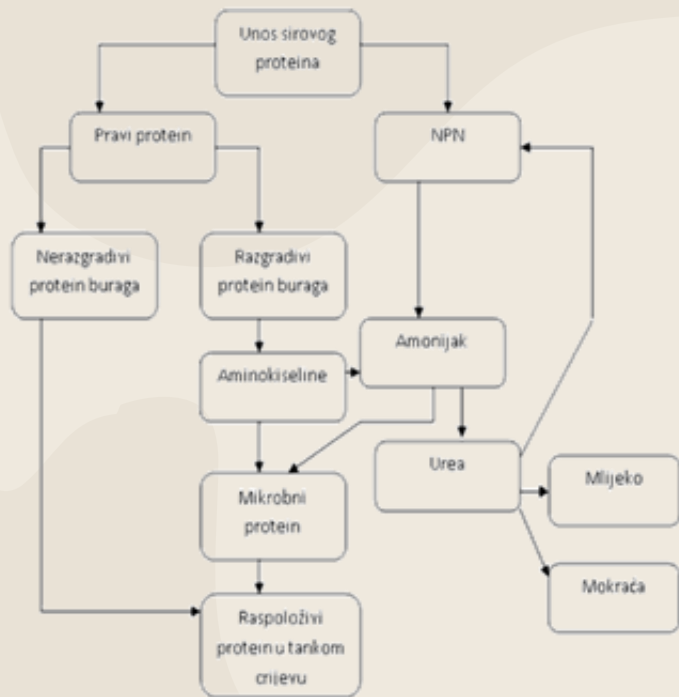 Unos sirovog
proteina
Pravi protein
NPN
Nerazgradivi
protein buraga
Razgradivi
protein buraga
Amonijak
Aminokiseline
Urea
Mlijeko
Mikrobni
protein
Mokraća
Raspoloživi
protein u tankom
crijevu